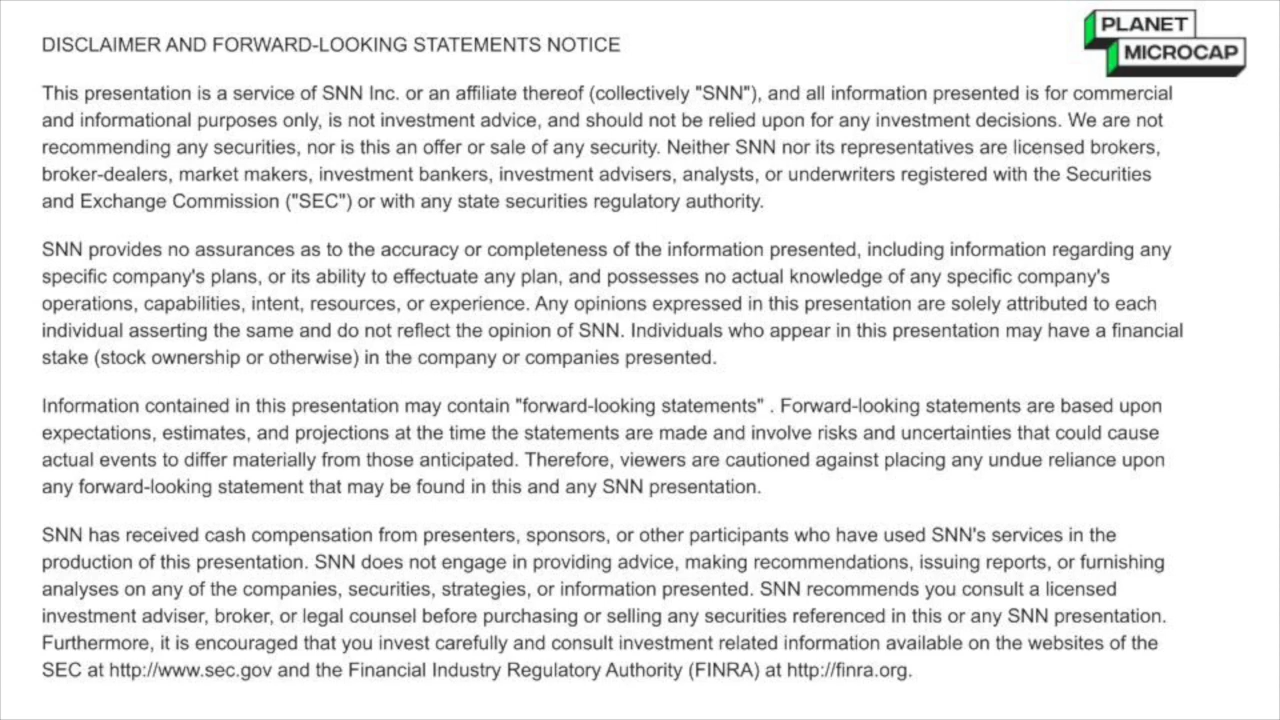 PLANET
MICROCAP
DISCLAIMER AND FORWARD-LOOKING STATEMENTS NOTICE
This presentation is a service of SNN Inc. or an affiliate thereof (collectively "SNN"), and all information presented is for commercial
and informational purposes only, is not investment advice, and should not be relied upon for any investment decisions. We are not
recommending any securities, nor is this an offer or sale of any security. Neither SNN nor its representatives are licensed brokers,
broker-dealers, market makers, investment bankers, investment advisers, analysts, or underwriters registered with the Securities
and Exchange Commission ("SEC") or with any state securities regulatory authority.
SNN provides no assurances as to the accuracy or completeness of the information presented, including information regarding any
specific company's plans, or its ability to effectuate any plan, and possesses no actual knowledge of any specific company's
operations, capabilities, intent, resources, or experience. Any opinions expressed in this presentation are solely attributed to each
individual asserting the same and do not reflect the opinion of SNN. Individuals who appear in this presentation may have a financial
stake (stock ownership or otherwise) in the company or companies presented.
Information contained in this presentation may contain "forward-looking statements" . Forward-looking statements are based upon
expectations, estimates, and projections at the time the statements are made and involve risks and uncertainties that could cause
actual events to differ materially from those anticipated. Therefore, viewers are cautioned against placing any undue reliance upon
any forward-looking statement that may be found in this and any SNN presentation.
SNN has received cash compensation from presenters, sponsors, or other participants who have used SNN's services in the
production of this presentation. SNN does not engage in providing advice, making recommendations, issuing reports, or furnishing
analyses on any of the companies, securities, strategies, or information presented. SNN recommends you consult a licensed
investment adviser, broker, or legal counsel before purchasing or selling any securities referenced in this or any SNN presentation.
Furthermore, it is encouraged that you invest carefully and consult investment related information available on the websites of the
SEC at http://www.sec.gov and the Financial Industry Regulatory Authority (FINRA) at http://finra.org.